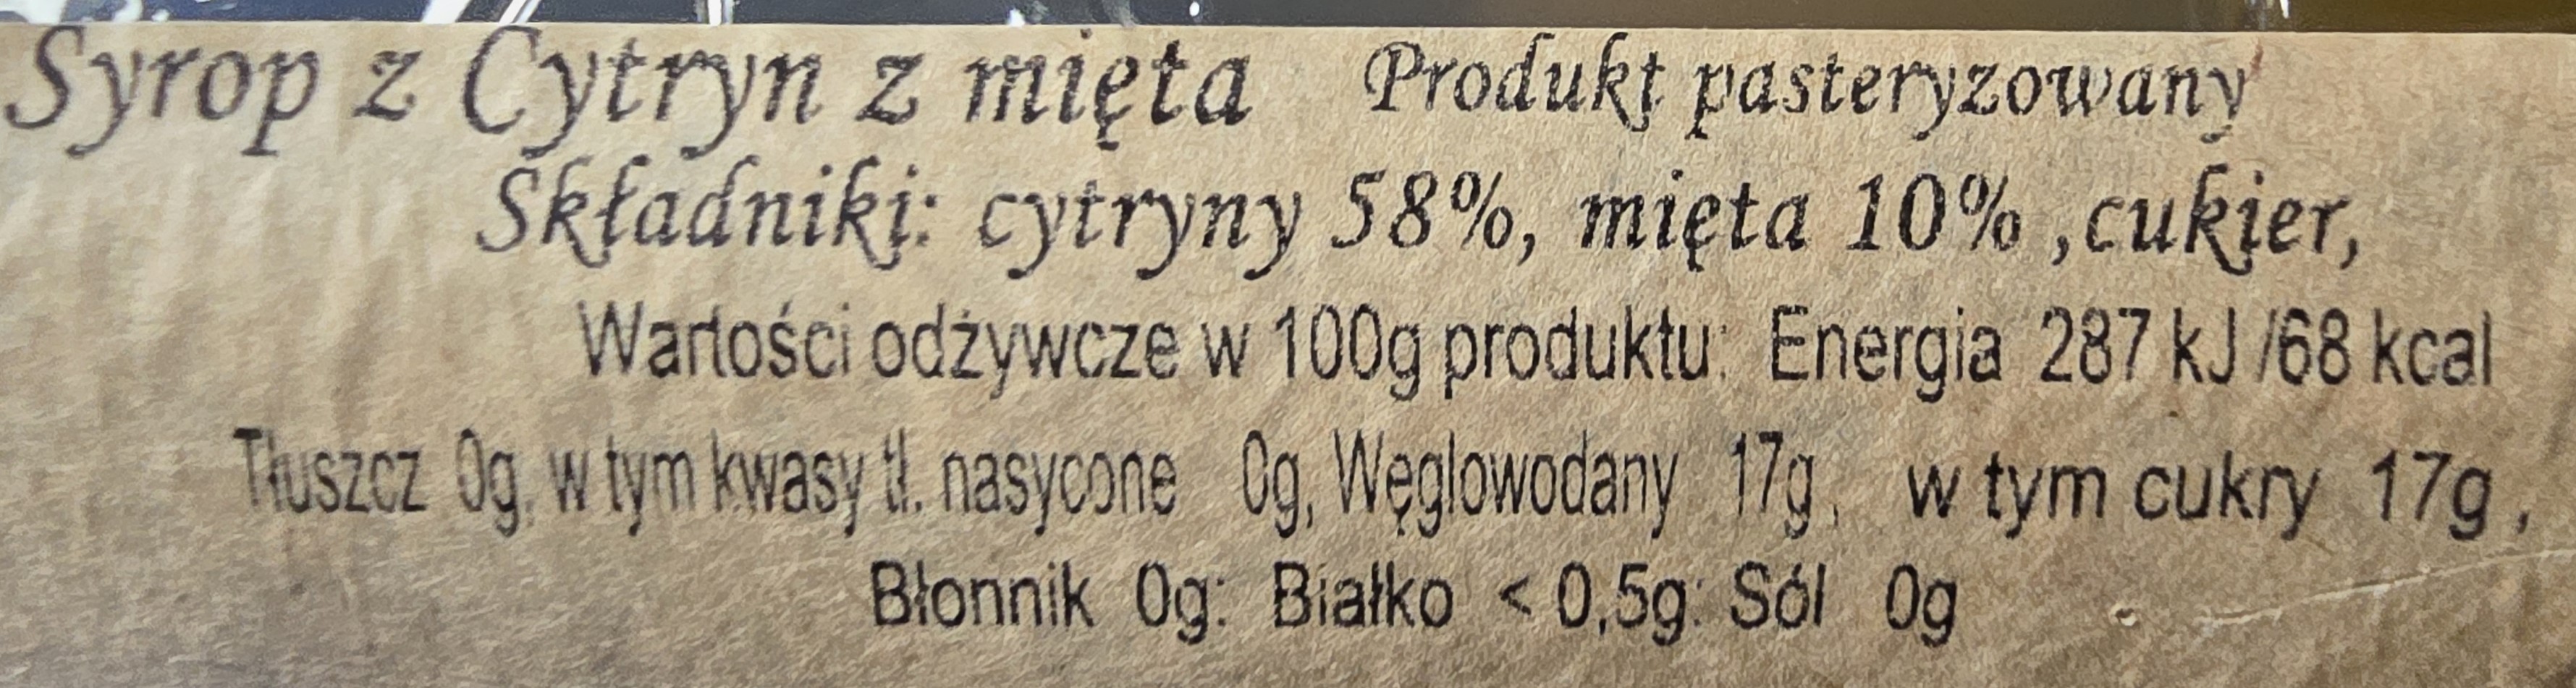 Syrop z Cytryn z mięta Produkt pasteryzowany
Składniki: cytryny 58%, mięta 10% ,cukier,
Wartości odżywcze w 100g produktu: Energia 287 kJ /68 kcal
Tłuszcz 0g, w tym kwasy tł. nasycone 0g, Węglowodany 17g , w tym cukry 17g ,
Błonnik 0g: Białko < 0,5g: Sól 0g